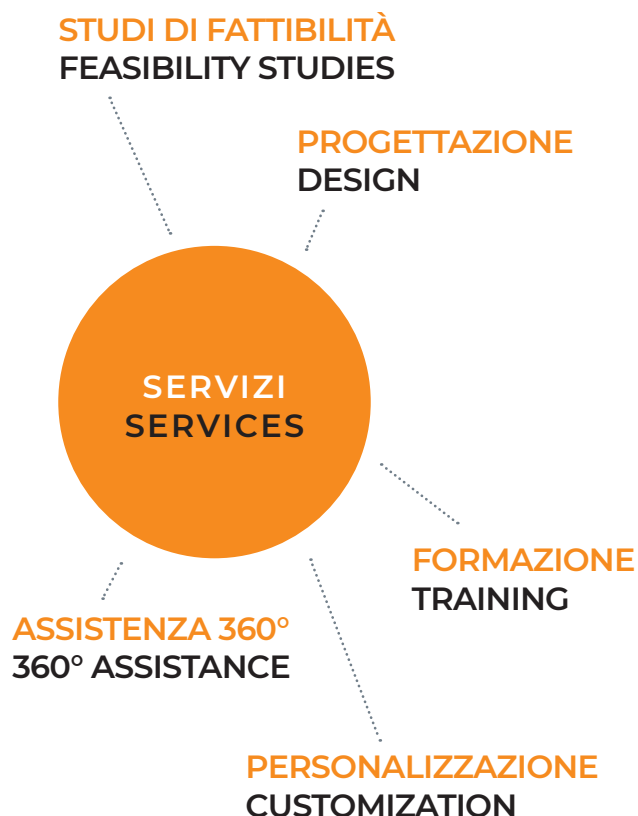 STUDI DI FATTIBILITÀ
FEASIBILITY STUDIES
PROGETTAZIONE
DESIGN
SERVIZI
SERVICES
FORMAZIONE
TRAINING
ASSISTENZA 360°
360° ASSISTANCE
PERSONALIZZAZIONE
CUSTOMIZATION